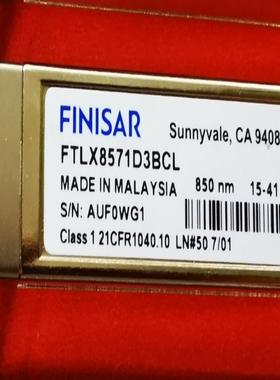 FINISAR Sunnyvale, CA 9408
FTLX8571D3BCL
MADE IN MALAYSIA 850 nm 15-41
S/N: AUF0WG1
Class 1 21CFR1040.10 LN#50 7/01